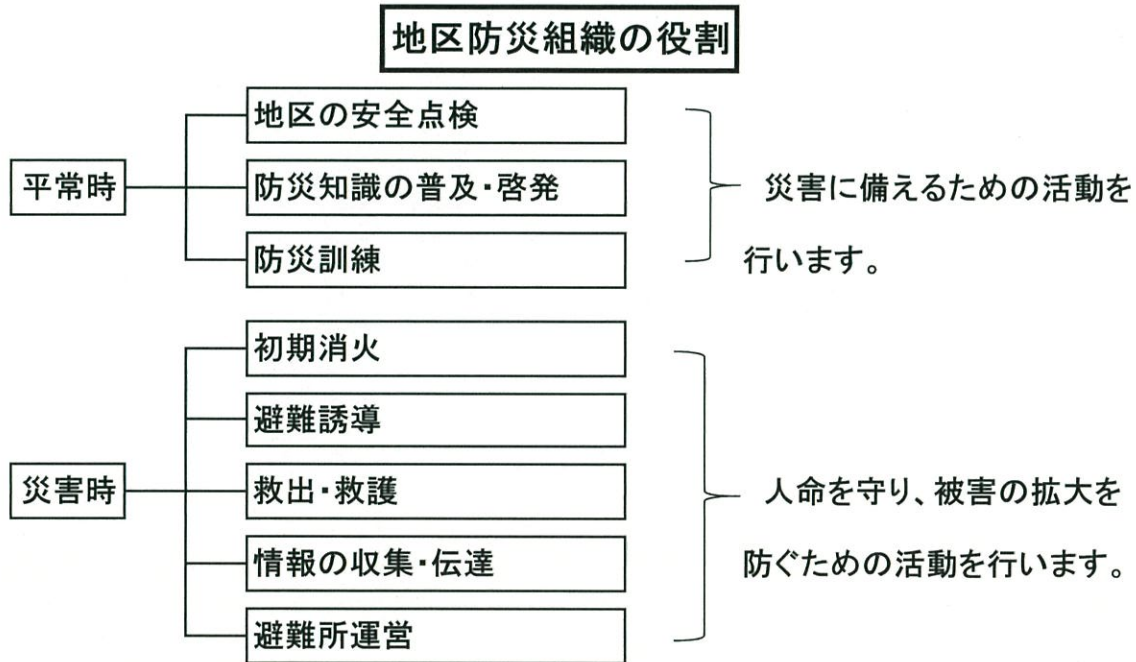 地区防災組織の役割
平常時
地区の安全点検
防災知識の普及・啓発
防災訓練
災害に備えるための活動を
行います。
災害時
初期消火
避難誘導
救出・救護
情報の収集・伝達
避難所運営
人命を守り、被害の拡大を
防ぐための活動を行います。